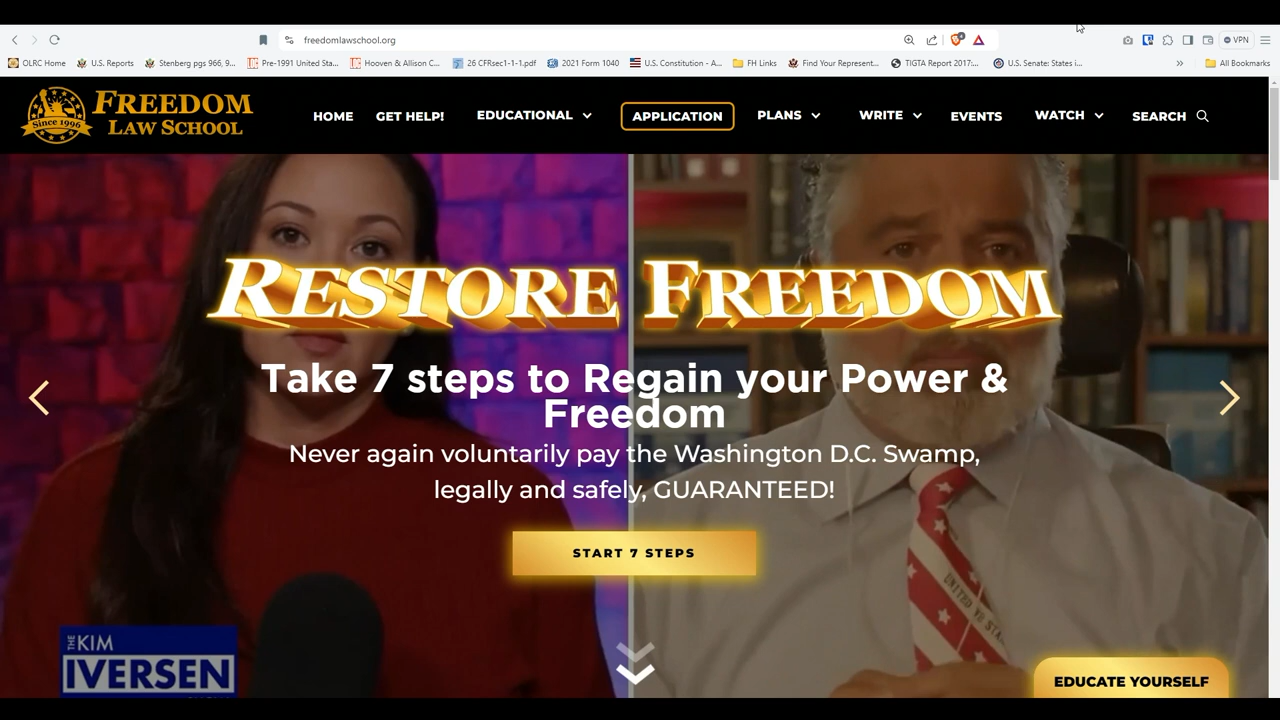 freedomlawschool.org
VPN
OLRC Home
U.S. Reports
Stenberg pgs 966, 9...
Pre-1991 United Sta...
Hooven & Allison C...
26 CFRsec1-1-1.pdf
2021 Form 1040
U.S. Constitution - A...
FH Links
Find Your Represent...
TIGTA Report 2017:...
U.S. Senate: States i...
»
All Bookmarks
Since 1996
FREEDOM
LAW SCHOOL
HOME
GET HELP!
EDUCATIONAL
APPLICATION
PLANS
WRITE
EVENTS
WATCH
SEARCH
RESTORE FREEDOM
Take 7 steps to Regain your Power &
Freedom
Never again voluntarily pay the Washington D.C. Swamp,
legally and safely, GUARANTEED!
START 7 STEPS
UNITED
STA
THE KIM
IVERSEN
EDUCATE YOURSELF